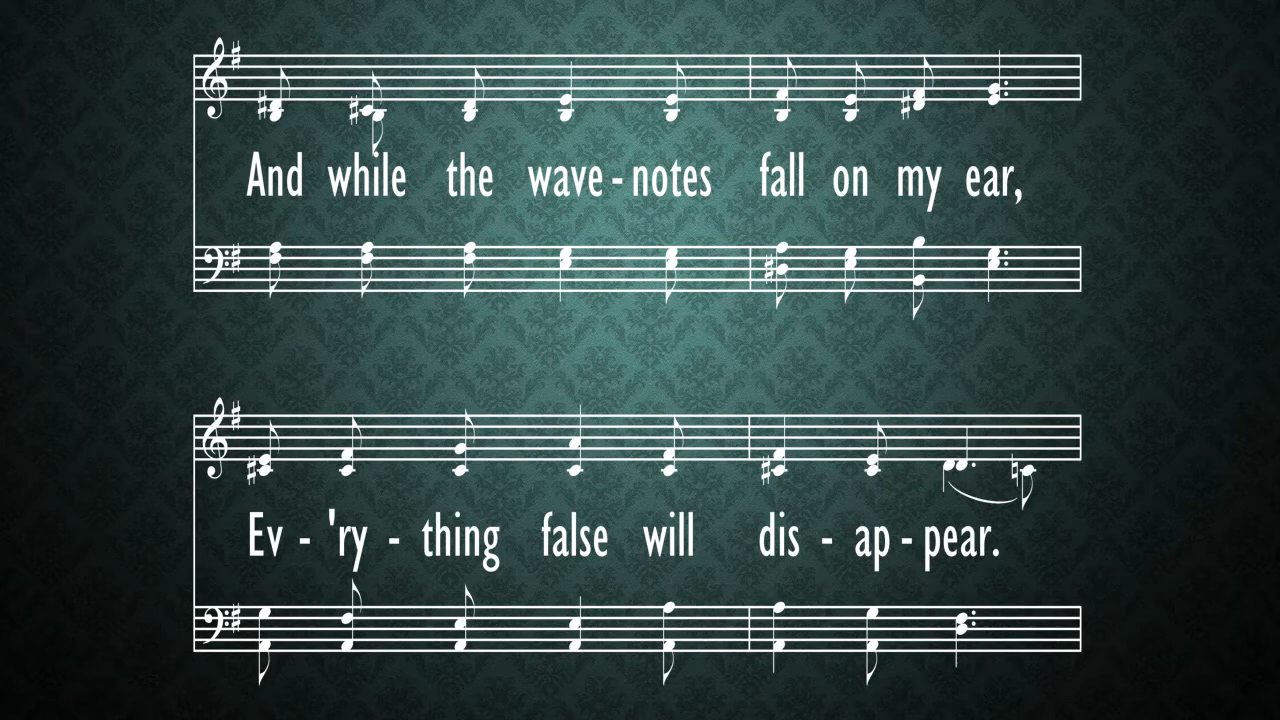 And while the wave - notes fall on my ear,
Ev - 'ry - thing false will dis - ap - pear.